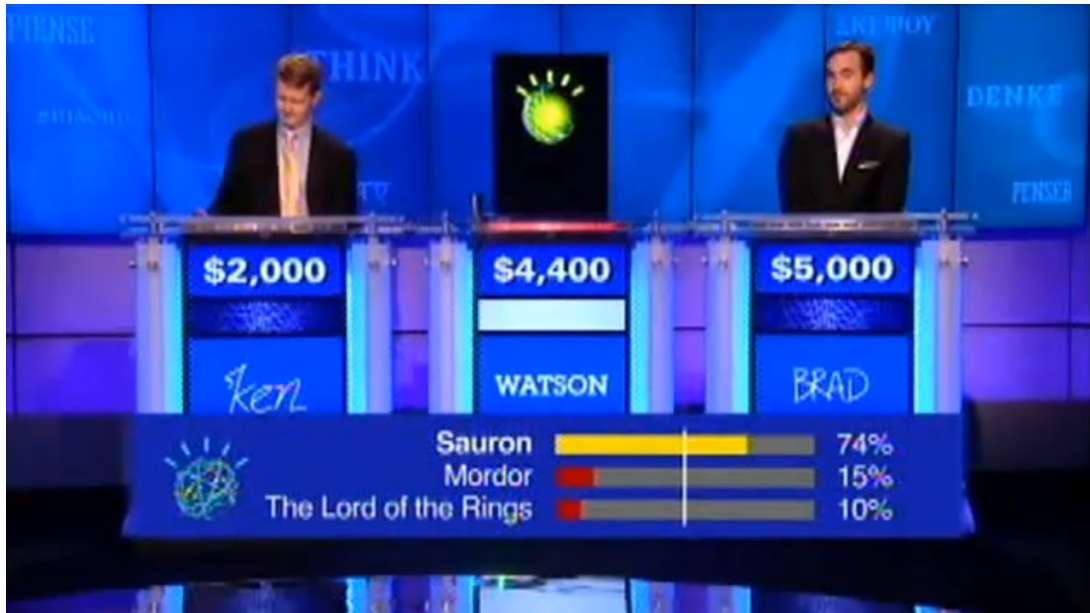 PIENSE
THINK
ΣΚΕΨΟΥ
DENKE
PENSER
$2,000
$4,400
$5,000
Ken
WATSON
BRAD
Sauron 74%
Mordor 15%
The Lord of the Rings 10%